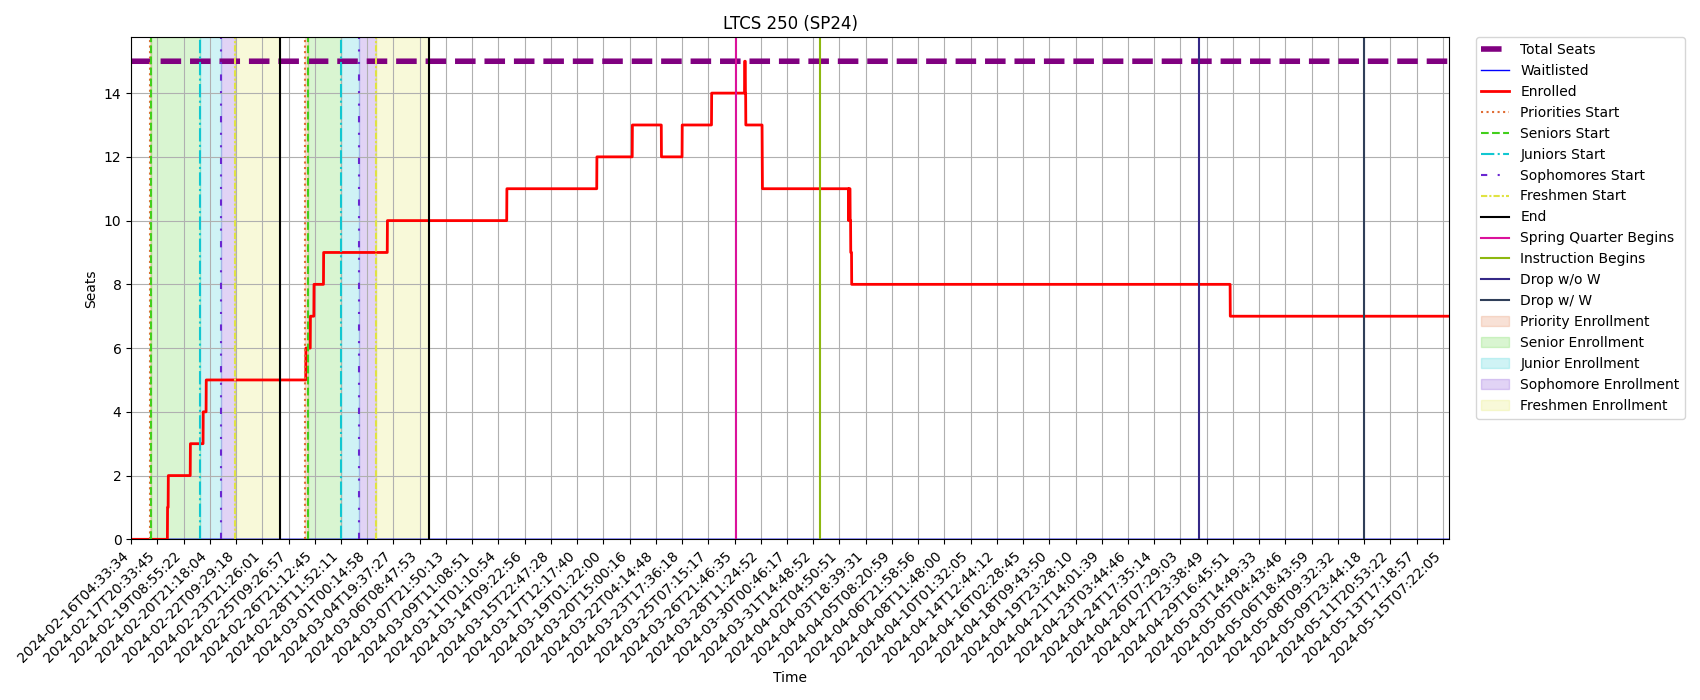 LTCS 250 (SP24)
Seats
14
12
10
8
6
4
2
0
2024-02-16T04:33:34
2024-02-17T20:33:45
2024-02-19T08:55:22
2024-02-20T21:18:04
2024-02-22T09:29:18
2024-02-23T21:26:01
2024-02-25T09:26:57
2024-02-26T21:12:45
2024-02-28T11:52:11
2024-03-01T00:14:58
2024-03-04T19:37:27
2024-03-06T08:47:53
2024-03-07T21:50:13
2024-03-09T11:08:51
2024-03-11T01:10:54
2024-03-14T09:22:56
2024-03-15T22:47:28
2024-03-17T12:17:40
2024-03-19T01:22:00
2024-03-20T15:00:16
2024-03-22T04:14:48
2024-03-23T17:36:18
2024-03-25T07:15:17
2024-03-26T21:46:35
2024-03-28T11:24:52
2024-03-30T00:46:17
2024-03-31T14:48:52
2024-04-02T04:50:51
2024-04-03T18:39:31
2024-04-05T08:20:59
2024-04-06T21:58:56
2024-04-08T11:48:00
2024-04-10T01:32:05
2024-04-14T12:44:12
2024-04-16T02:28:45
2024-04-18T09:43:50
2024-04-19T23:28:10
2024-04-21T14:01:39
2024-04-23T03:44:46
2024-04-24T17:35:14
2024-04-26T07:29:03
2024-04-27T23:38:49
2024-04-29T16:45:51
2024-05-03T14:49:33
2024-05-05T04:43:46
2024-05-06T18:43:59
2024-05-08T09:32:32
2024-05-09T23:44:18
2024-05-11T20:53:22
2024-05-13T17:18:57
2024-05-15T07:22:05
Time
Total Seats
Waitlisted
Enrolled
Priorities Start
Seniors Start
Juniors Start
Sophomores Start
Freshmen Start
End
Spring Quarter Begins
Instruction Begins
Drop w/o W
Drop w/ W
Priority Enrollment
Senior Enrollment
Junior Enrollment
Sophomore Enrollment
Freshmen Enrollment